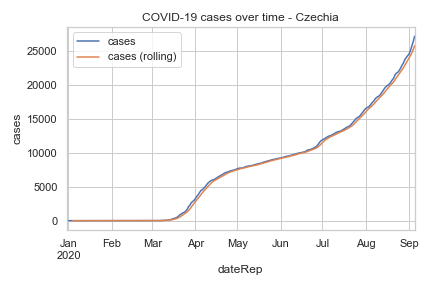 COVID-19 cases over time - Czechia
cases
cases (rolling)
25000
20000
15000
10000
5000
0
cases
Jan Feb Mar Apr May Jun Jul Aug Sep
2020
dateRep